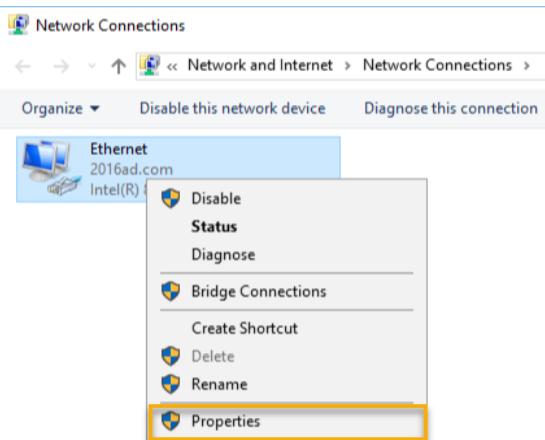 Network Connections
« Network and Internet > Network Connections >
Organize ▼ Disable this network device Diagnose this connection
Ethernet
2016ad.com
Intel(R)
Disable
Status
Diagnose
Bridge Connections
Create Shortcut
Delete
Rename
Properties